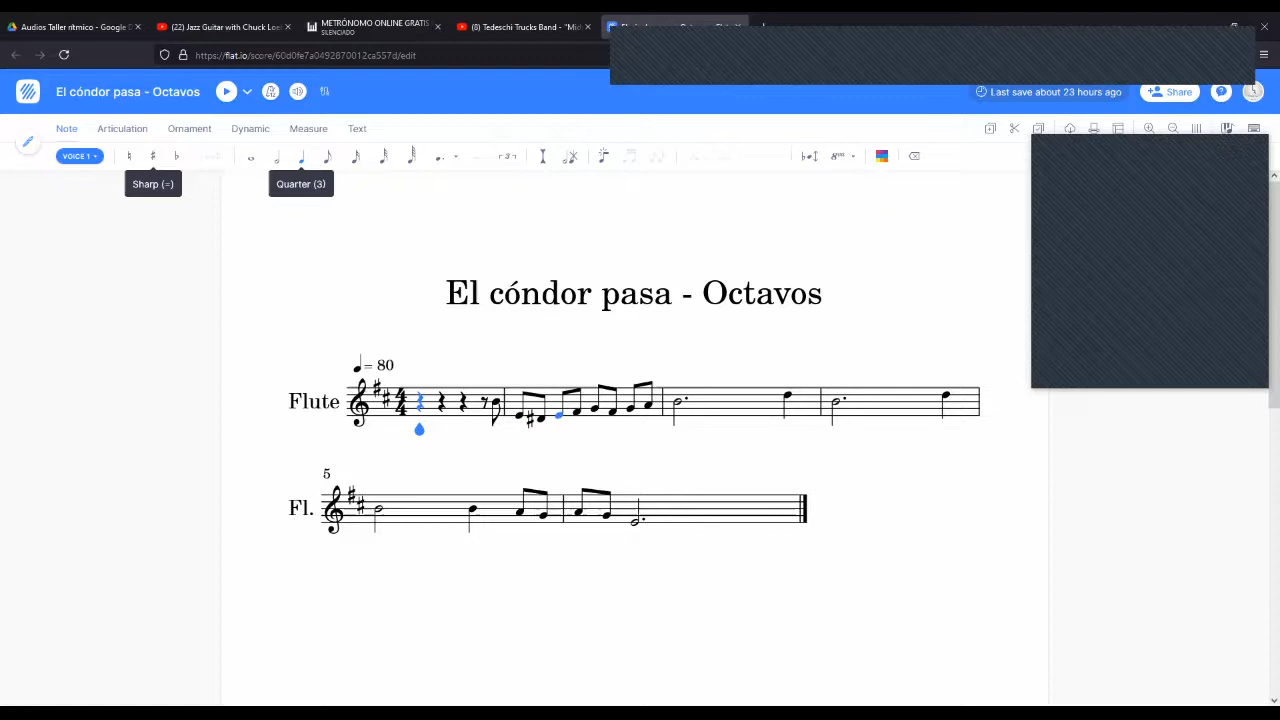 Audios Taller rítmico - Google D
(22) Jazz Guitar with Chuck Loe
METRÓNOMO ONLINE GRATIS
SILENCIADO
(8) Tedeschi Trucks Band - "Mid
https://flat.io/score/60d0fe7a0492870012ca557d/edit
El cóndor pasa - Octavos
Last save about 23 hours ago
Share
Note
Articulation
Ornament
Dynamic
Measure
Text
VOICE 1
Sharp (=)
Quarter (3)
El cóndor pasa - Octavos
= 80
Flute
5
Fl.